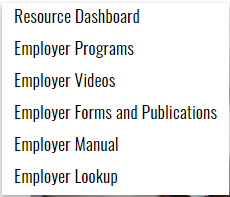 Resource Dashboard
Employer Programs
Employer Videos
Employer Forms and Publications
Employer Manual
Employer Lookup